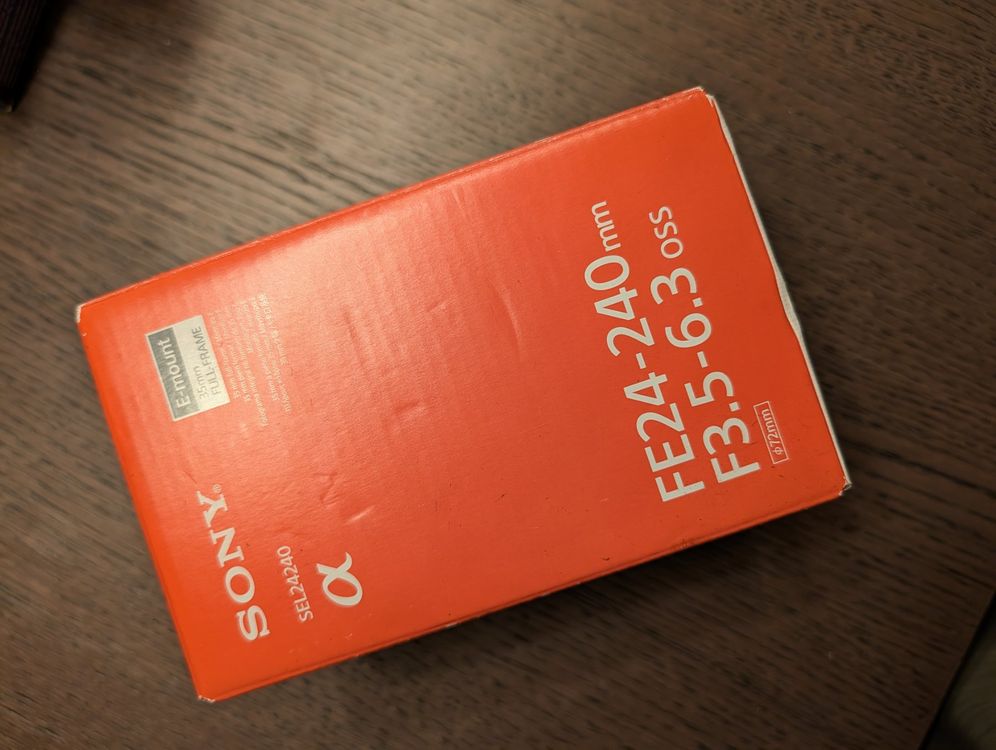 SONY®
SEL24240
α
E-mount
35mm
FULL-FRAME
FE24-240mm
F3.5-6.3 OSS
Φ72mm